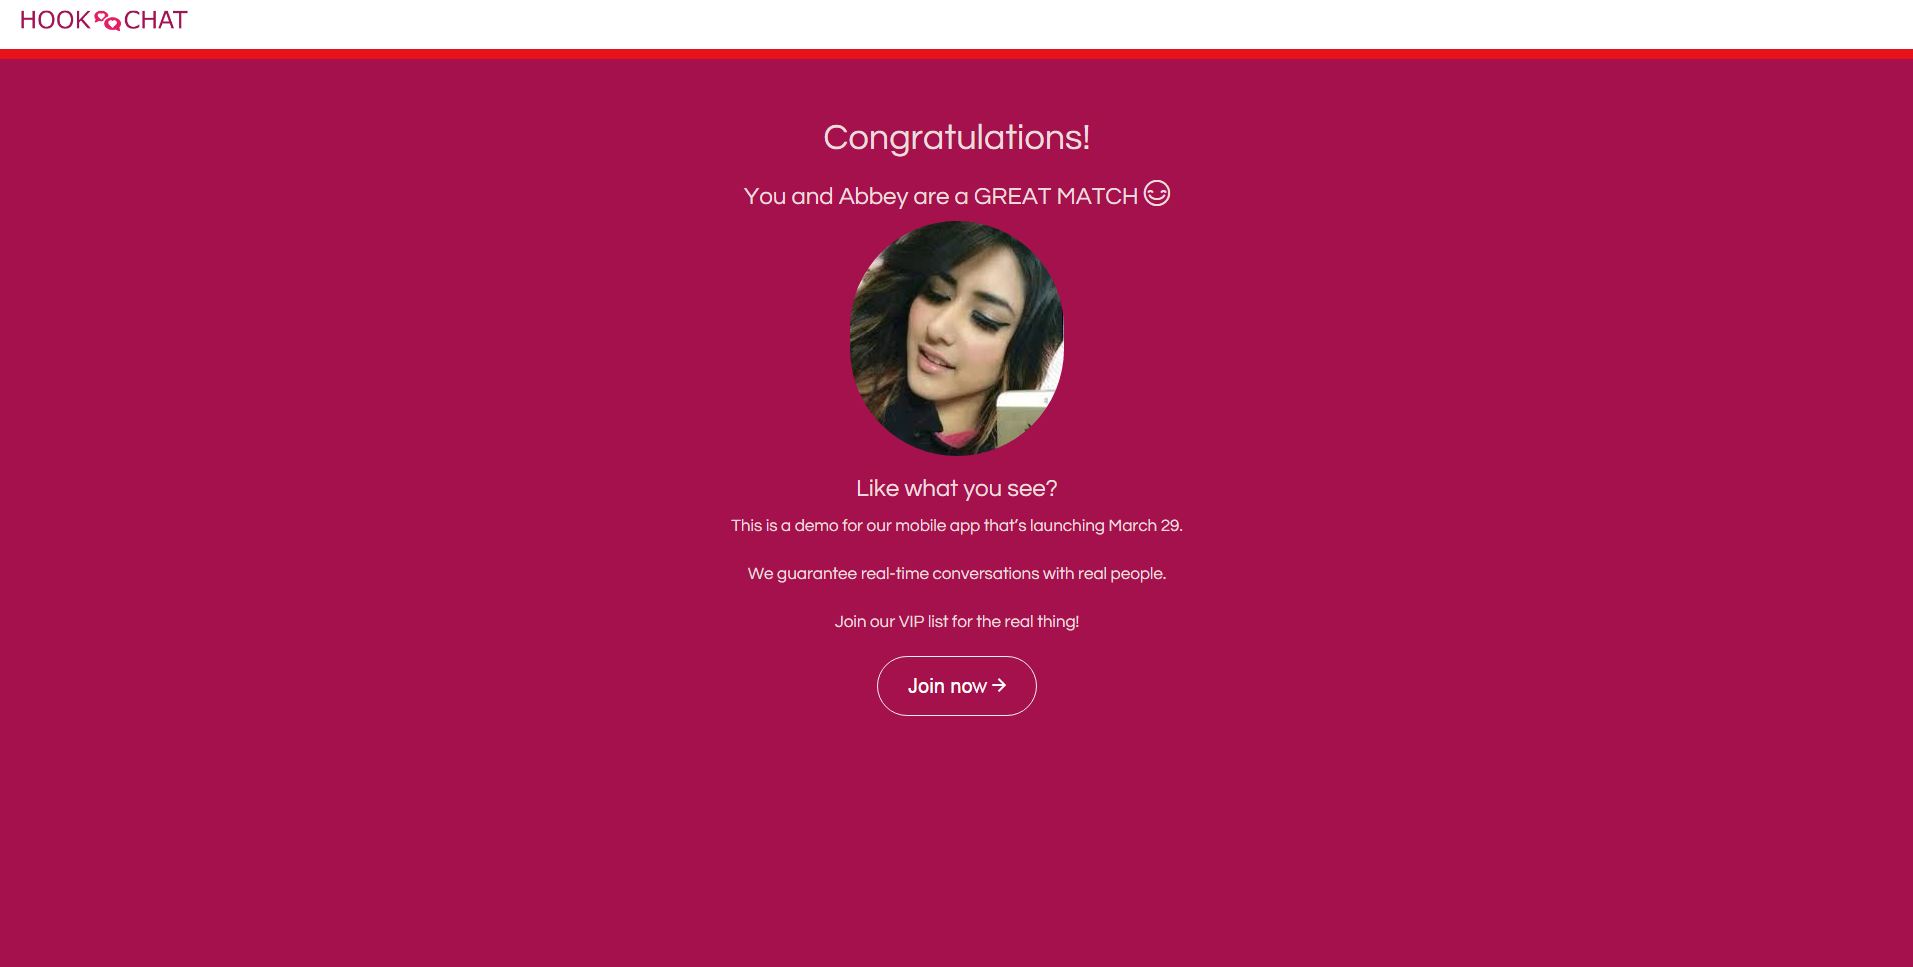 HOOK CHAT
Congratulations!
You and Abbey are a GREAT MATCH
Like what you see?
This is a demo for our mobile app that’s launching March 29.
We guarantee real-time conversations with real people.
Join our VIP list for the real thing!
Join now →